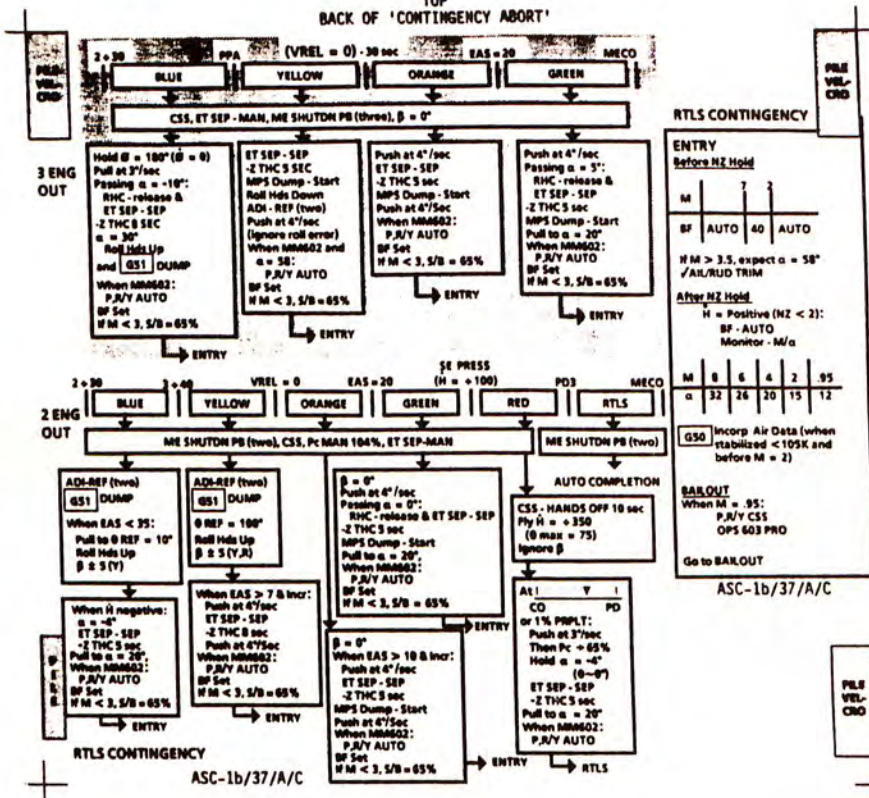 TOP
BACK OF 'CONTINGENCY ABORT'
PILE VEL- CRO
PILE VEL- CRO
2 + 30
PPA
(VREL = 0) - 30 sec
EAS = 20
MECO
BLUE
YELLOW
ORANGE
GREEN
CSS, ET SEP - MAN, ME SHUTDN PB (three), β = 0°
3 ENG OUT
Hold Ø = 180° (Ø = 0)
Pull at 3°/sec
Passing α = -10°:
RHC - release &
ET SEP - SEP
-Z THC 8 SEC
α = 30°
Roll Hds Up
and G51 DUMP
When MM602:
P,R/Y AUTO
BF Set
If M < 3, S/B = 65%
ENTRY
ET SEP - SEP
-Z THC 5 SEC
MPS Dump - Start
Roll Hds Down
ADI - REF (two)
Push at 4°/sec
(ignore roll error)
When MM602 and
α = 58:
P,R/Y AUTO
BF Set
If M < 3, S/B = 65%
ENTRY
Push at 4°/sec
ET SEP - SEP
-Z THC 5 sec
MPS Dump - Start
Push at 4°/sec
When MM602:
P,R/Y AUTO
BF Set
If M < 3, S/B = 65%
ENTRY
Push at 4°/sec
Passing α = 5°:
RHC - release &
ET SEP - SEP
-Z THC 5 sec
MPS Dump - Start
Pull to α = 20°
When MM602:
P,R/Y AUTO
BF Set
If M < 3, S/B = 65%
ENTRY
2 + 30
2 + 40
VREL = 0
EAS=20
SE PRESS
(H = +100)
PD3
MECO
2 ENG OUT
BLUE
YELLOW
ORANGE
GREEN
RED
RTLS
ME SHUTDN PB (two), CSS, Pc MAN 104%, ET SEP-MAN
ME SHUTDN PB (two)
AUTO COMPLETION
ADI-REF (two)
G51 DUMP
When EAS < 35:
Pull to θ REF = 10°
Roll Hds Up
β ± 5 (Y)
When Ḣ negative:
α = -4°
ET SEP - SEP
-Z THC 5 sec
Pull to α = 20°
When MM602:
P,R/Y AUTO
BF Set
If M < 3, S/B = 65%
ENTRY
ADI-REF (two)
G51 DUMP
θ REF = 100°
Roll Hds Up
β ± 5 (Y,R)
When EAS > 7 & Incr:
Push at 4°/sec
ET SEP - SEP
-Z THC 8 sec
Push at 4°/Sec
When MM602:
P,R/Y AUTO
BF Set
If M < 3, S/B = 65%
ENTRY
β = 0°
Push at 4°/sec
Passing α = 0°:
RHC - release & ET SEP - SEP
-Z THC 5 sec
MPS Dump - Start
Pull to α = 20°,
When MM602:
P,R/Y AUTO
BF Set
If M < 3, S/B = 65%
ENTRY
β = 0°
When EAS > 10 & Incr:
Push at 4°/sec
ET SEP - SEP
-Z THC 5 sec
MPS Dump - Start
Push at 4°/sec
When MM602:
P,R/Y AUTO
BF Set
If M < 3, S/B = 65%
ENTRY
CSS - HANDS OFF 10 sec
Fly Ḣ = +350
(θ max = 75)
Ignore β
At
CO PD
or 1% PRPLT:
Push at 3°/sec
Then Pc → 65%
Hold α = -4°
(θ~0°)
ET SEP - SEP
-Z THC 5 sec
Pull to α = 20°
When MM602:
P,R/Y AUTO
RTLS
RTLS CONTINGENCY
ASC-1b/37/A/C
RTLS CONTINGENCY
ENTRY
Before NZ Hold
M 7 2
BF AUTO 40 AUTO
If M > 3.5, expect α = 58°
√AIL/RUD TRIM
After NZ Hold
Ḣ = Positive (NZ < 2):
BF - AUTO
Monitor - M/α
M 8 6 4 2 .95
α 32 26 20 15 12
G50 Incorp Air Data (when
stabilized <105K and
before M = 2)
BAILOUT
When M = .95:
P,R/Y CSS
OPS 603 PRO
Go to BAILOUT
ASC-1b/37/A/C
PILE
PILE VEL- CRO